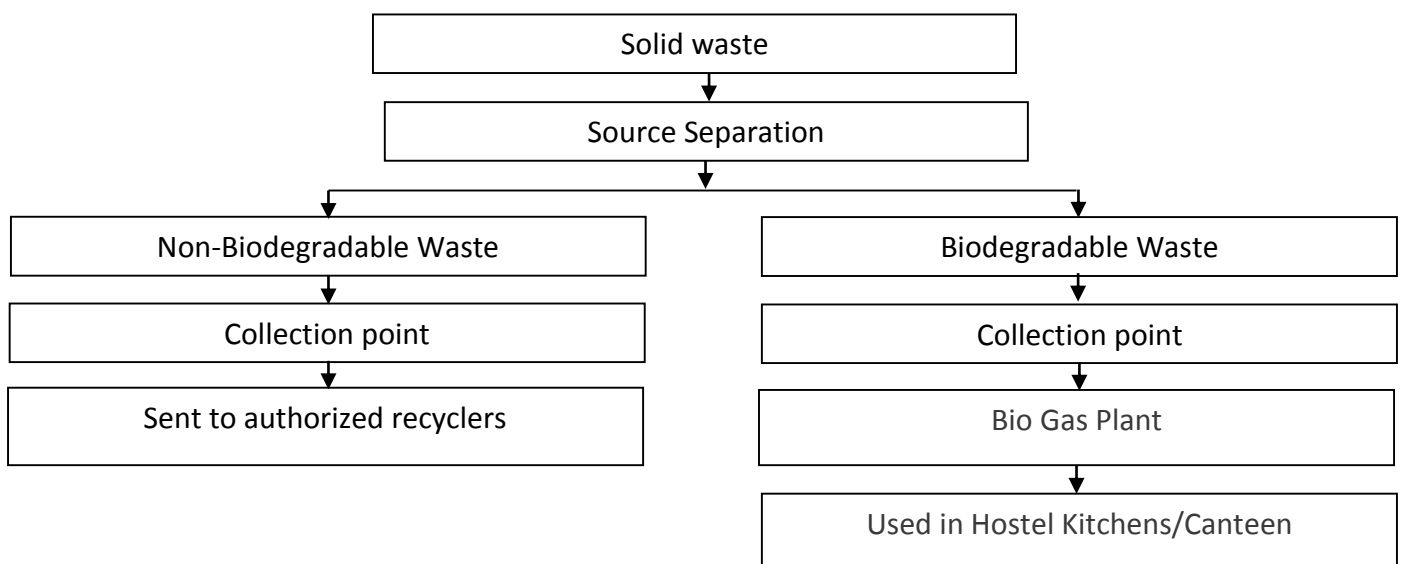 Solid waste
Source Separation
Non-Biodegradable Waste
Biodegradable Waste
Collection point
Collection point
Sent to authorized recyclers
Bio Gas Plant
Used in Hostel Kitchens/Canteen